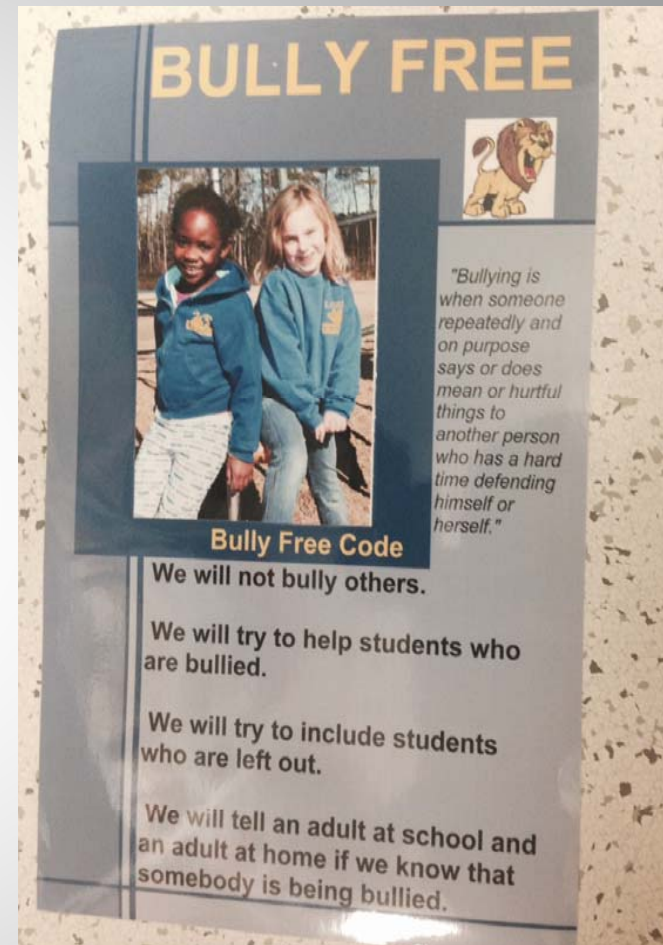 BULLY FREE
"Bullying is
when someone
repeatedly and
on purpose
says or does
mean or hurtful
things to
another person
who has a hard
time defending
himself or
herself."
Bully Free Code
We will not bully others.
We will try to help students who
are bullied.
We will try to include students
who are left out.
We will tell an adult at school and
an adult at home if we know that
somebody is being bullied.